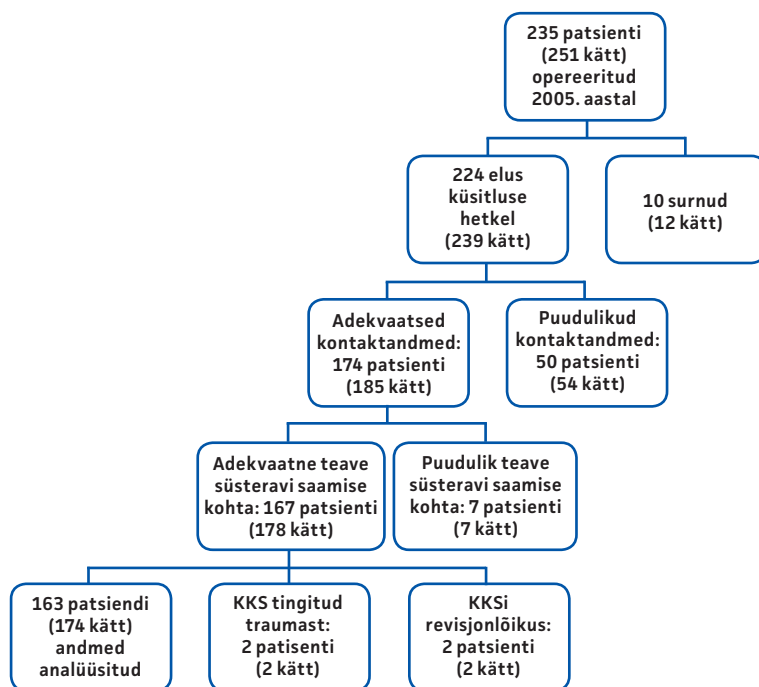 235 patsienti
(251 kätt)
opereeritud
2005. aastal
224 elus
küsitluse
hetkel
(239 kätt)
10 surnud
(12 kätt)
Adekvaatsed
kontaktandmed:
174 patsienti
(185 kätt)
Puudulikud
kontaktandmed:
50 patsienti
(54 kätt)
Adekvaatne teave
süsteravi saamise
kohta: 167 patsienti
(178 kätt)
Puudulik teave
süsteravi saamise
kohta: 7 patsienti
(7 kätt)
163 patsiendi
(174 kätt)
andmed
analüüsitud
KKS tingitud
traumast:
2 patisenti
(2 kätt)
KKSi
revisjonlõikus:
2 patsienti
(2 kätt)